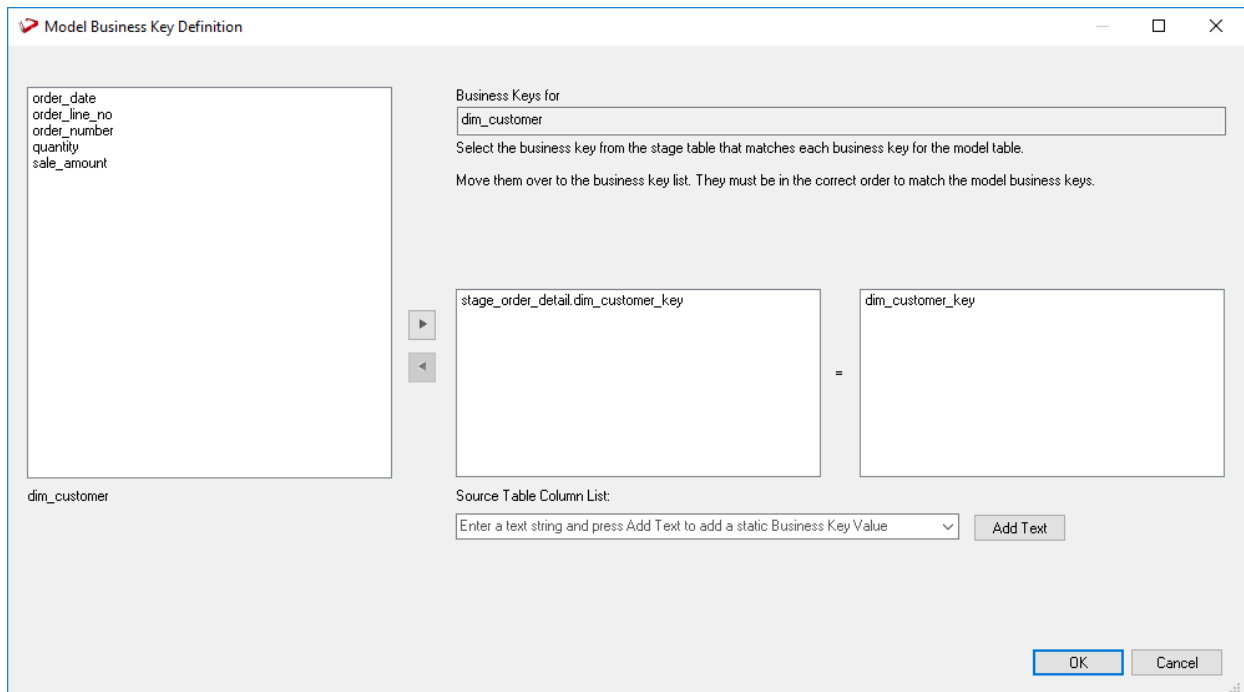 Model Business Key Definition
order_date
order_line_no
order_number
quantity
sale_amount
dim_customer
Business Keys for
dim_customer
Select the business key from the stage table that matches each business key for the model table.
Move them over to the business key list. They must be in the correct order to match the model business keys.
stage_order_detail.dim_customer_key
=
dim_customer_key
Source Table Column List:
Enter a text string and press Add Text to add a static Business Key Value
Add Text
OK
Cancel